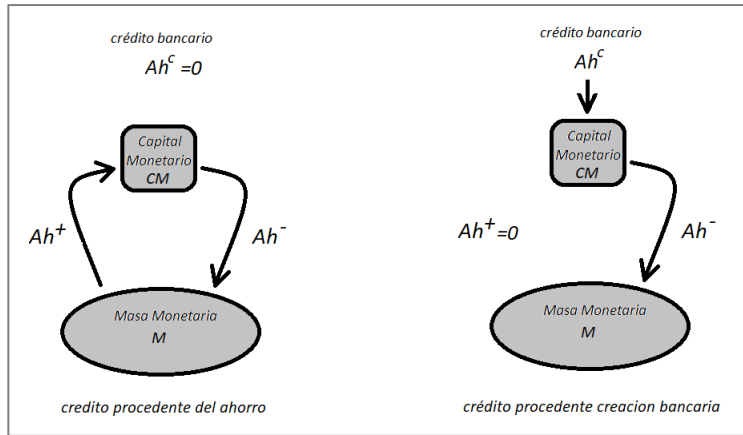 crédito bancario
Ah^c =0
Capital
Monetario
CM
Ah+
Ah-
Masa Monetaria
M
credito procedente del ahorro
crédito bancario
Ah^c
Capital
Monetario
CM
Ah+=0
Ah-
Masa Monetaria
M
crédito procedente creacion bancaria